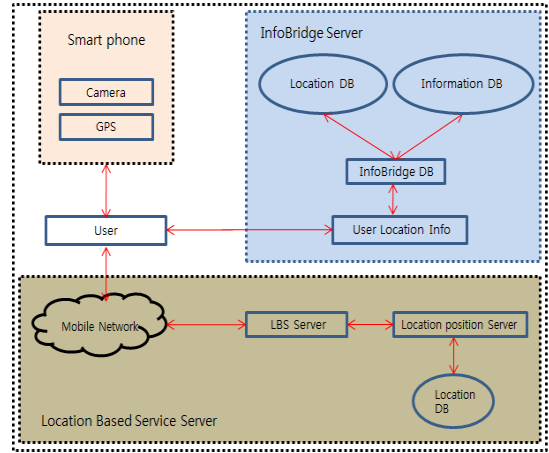 Smart phone
Camera
GPS
InfoBridge Server
Location DB
Information DB
InfoBridge DB
User Location Info
User
Mobile Network
LBS Server
Location position Server
Location
DB
Location Based Service Server